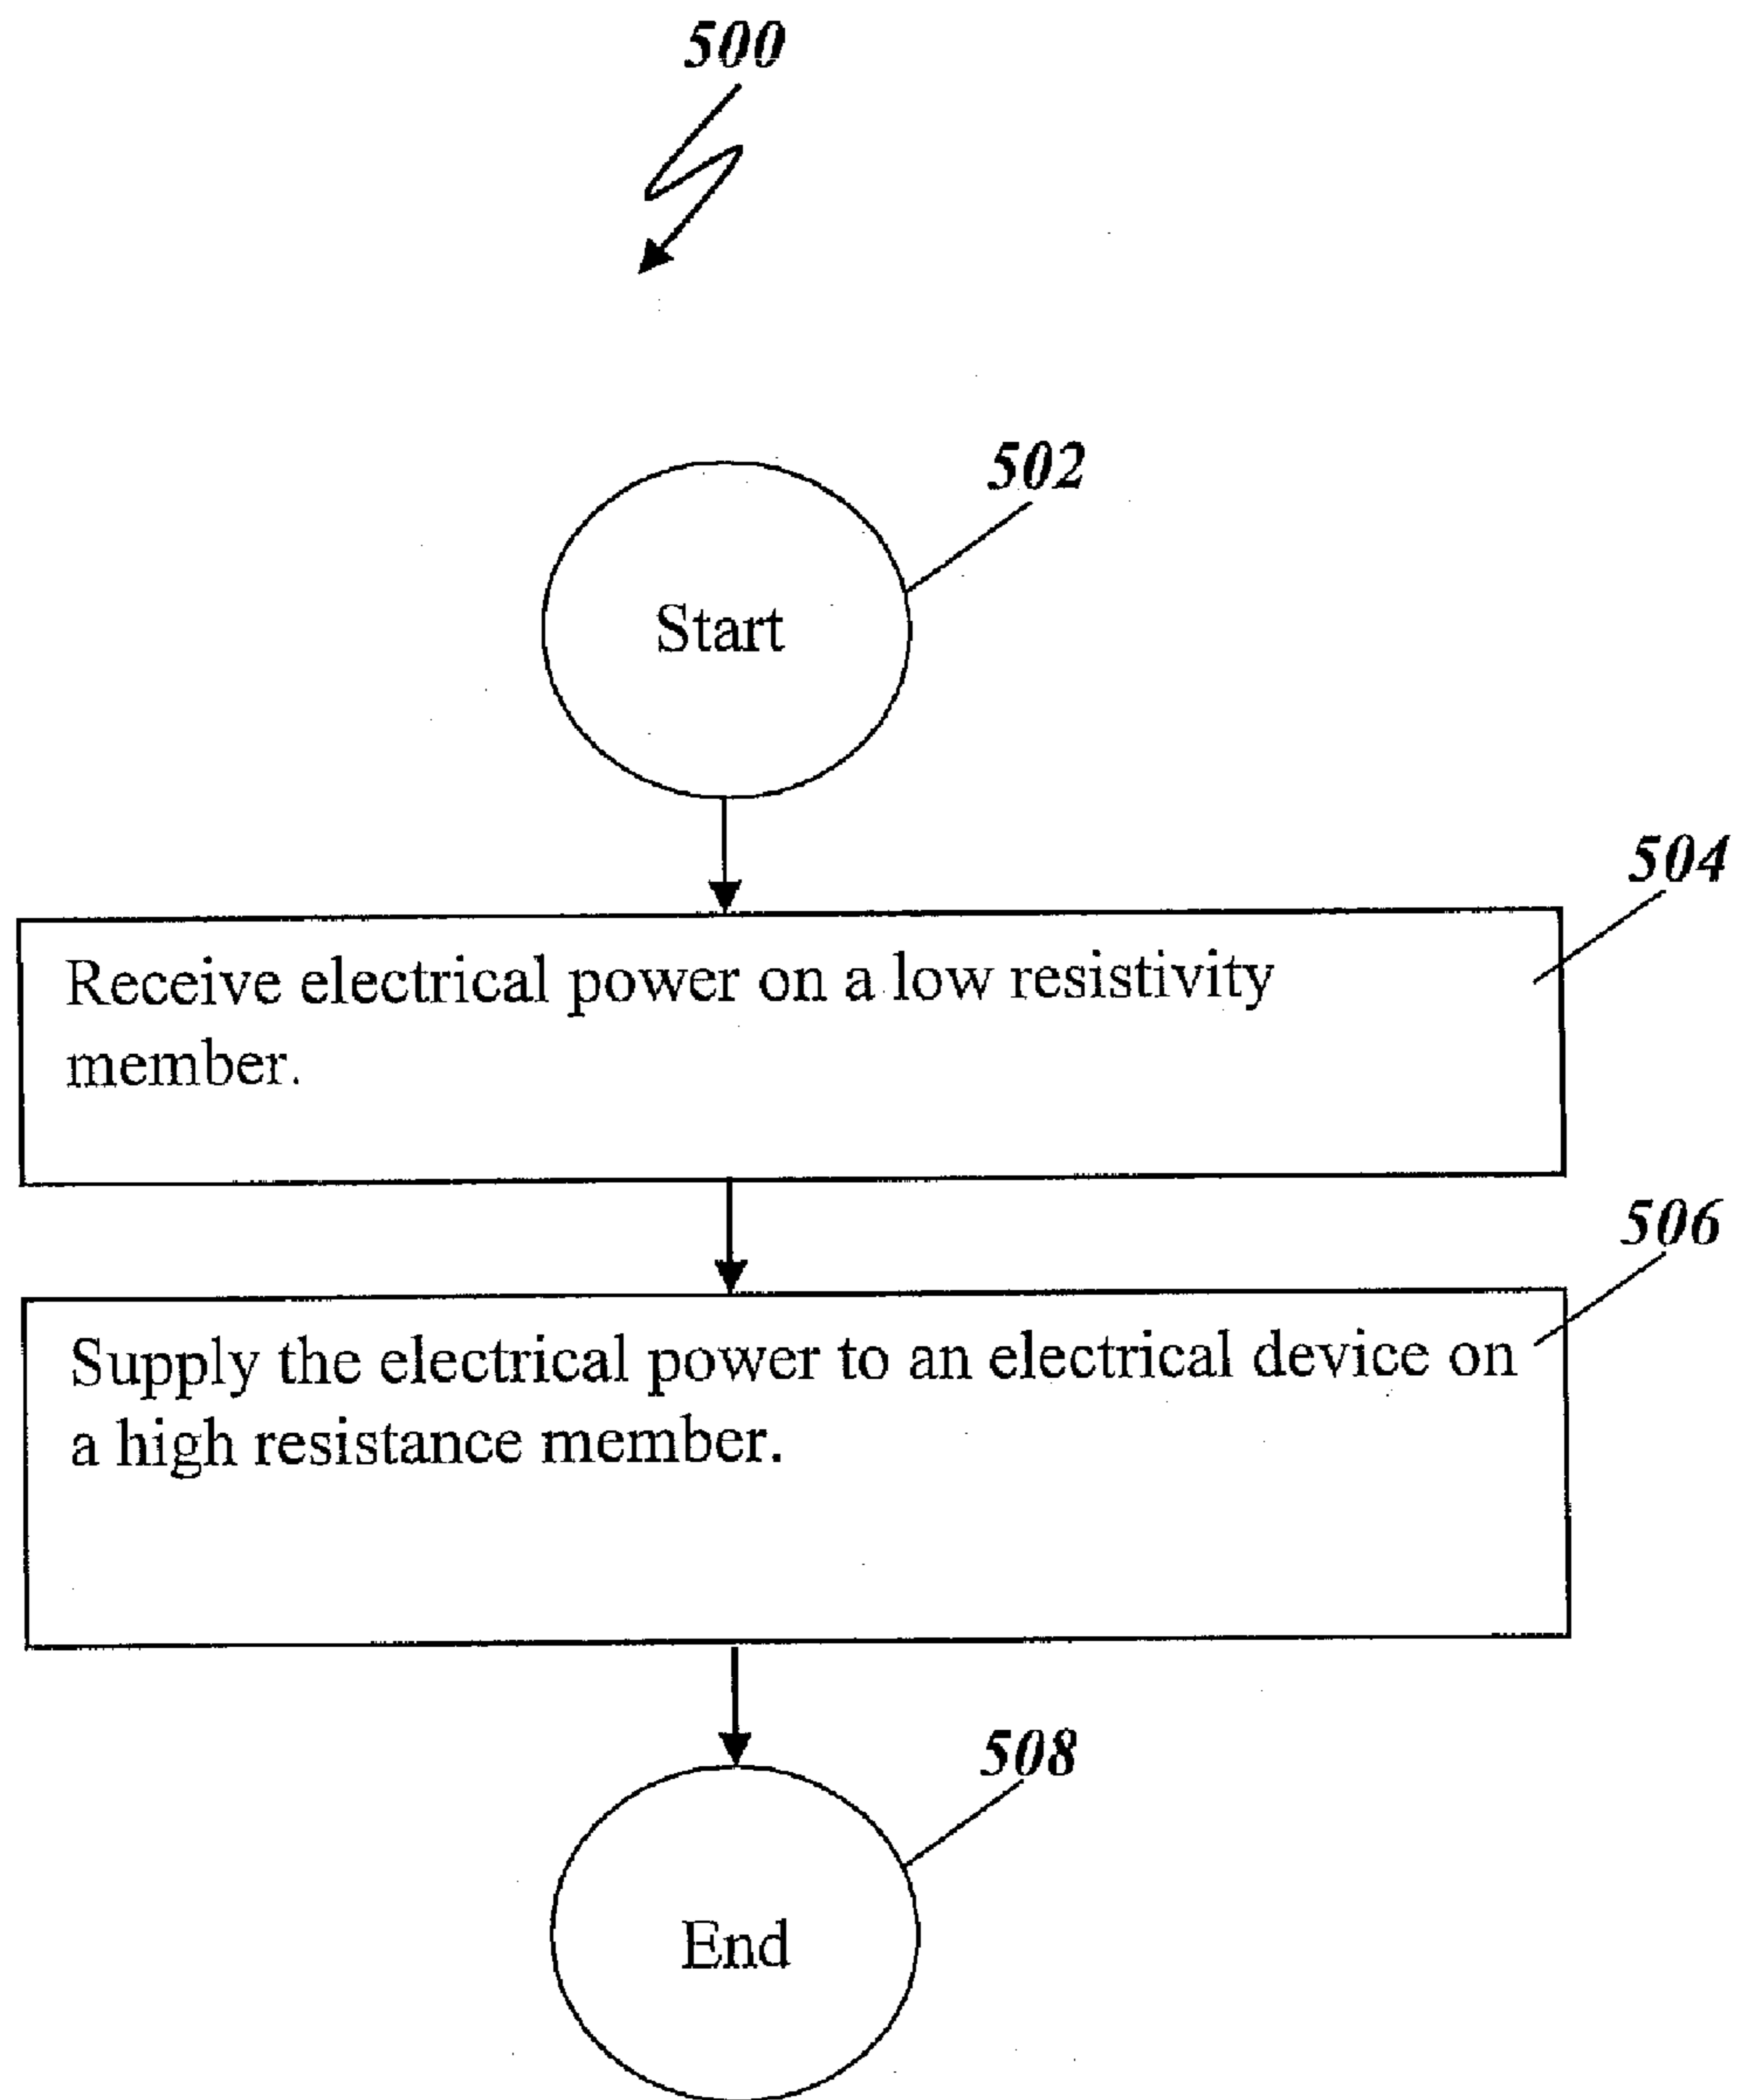 500
502
Start
504
Receive electrical power on a low resistivity
member.
506
Supply the electrical power to an electrical device on
a high resistance member.
508
End